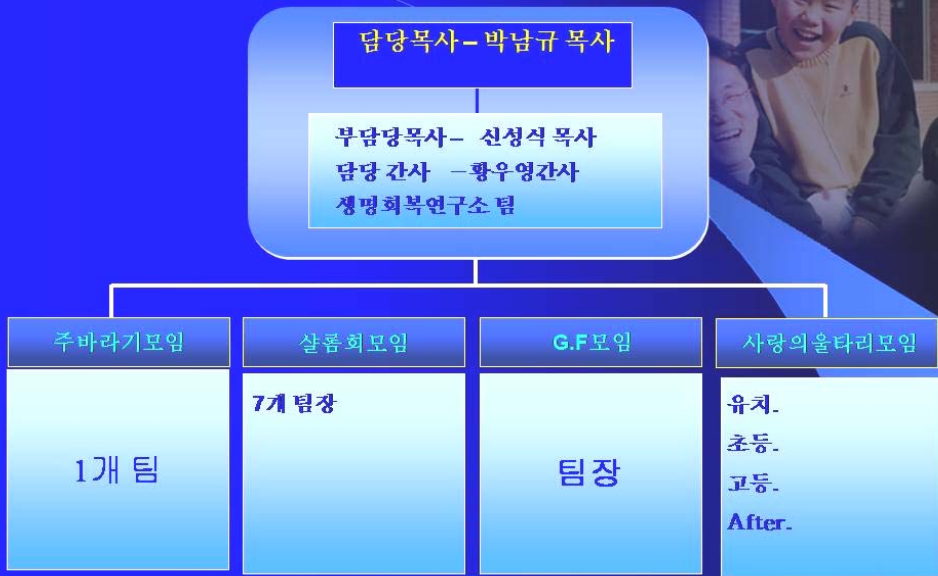 담당목사 – 박남규 목사
부담당목사 – 신성식 목사
담당 간사 – 황우영간사
생명회복연구소 팀
주바라기모임
1개 팀
샬롬회모임
7개 팀장
G.F모임
팀장
사랑의울타리모임
유치.
초등.
고등.
After.